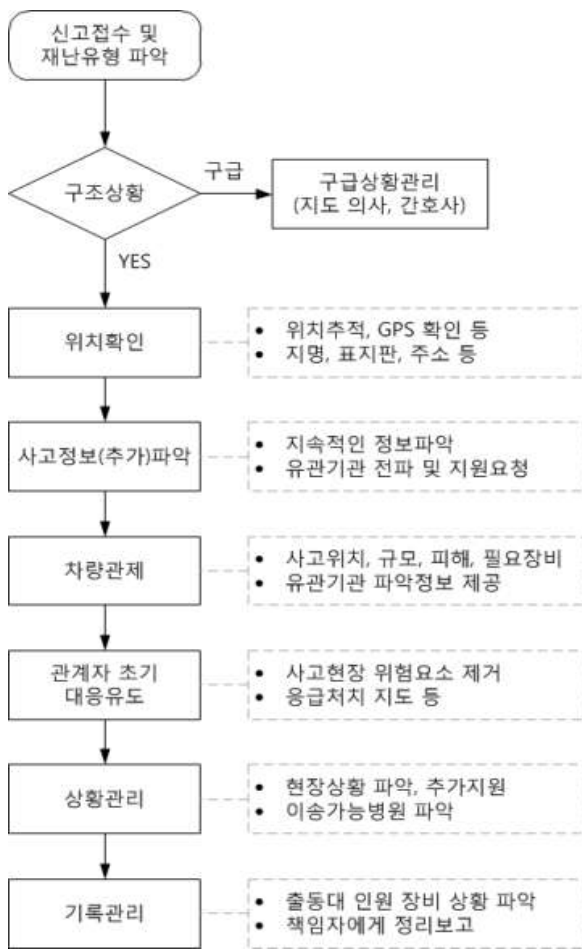 신고접수 및
재난유형 파악
구조상황
구급
구급상황관리
(지도 의사, 간호사)
YES
위치확인
• 위치추적, GPS 확인 등
• 지명, 표지판, 주소 등
사고정보(추가)파악
• 지속적인 정보파악
• 유관기관 전파 및 지원요청
차량관제
• 사고위치, 규모, 피해, 필요장비
• 유관기관 파악정보 제공
관계자 초기
대응유도
• 사고현장 위험요소 제거
• 응급처치 지도 등
상황관리
• 현장상황 파악, 추가지원
• 이송가능병원 파악
기록관리
• 출동대 인원 장비 상황 파악
• 책임자에게 정리보고